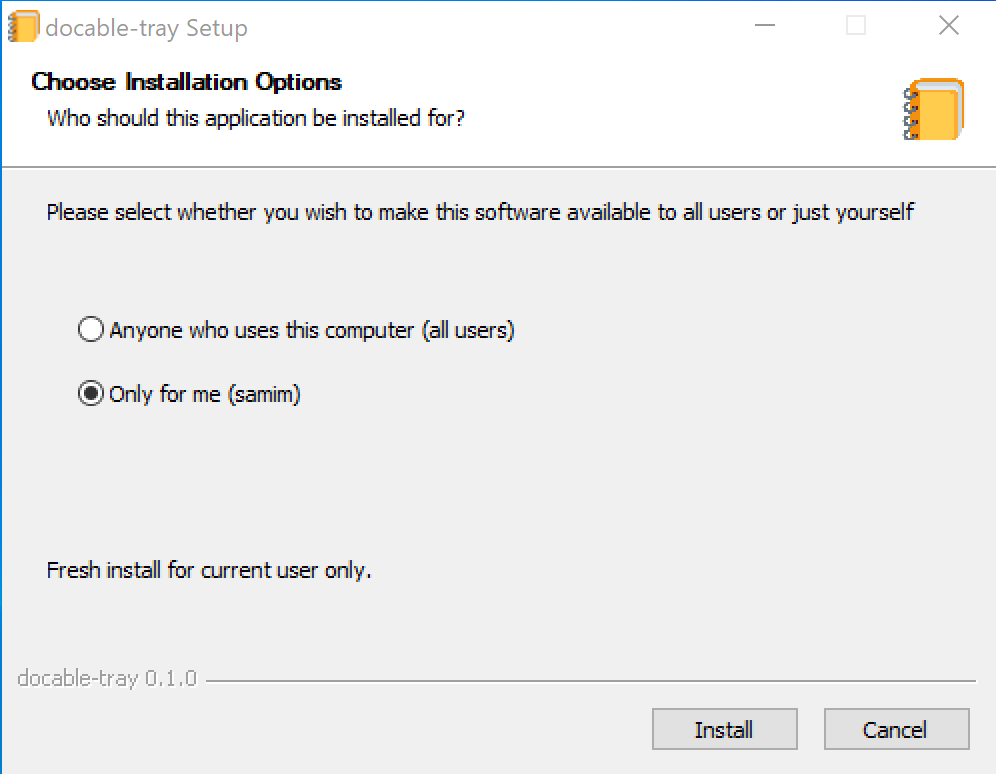 docable-tray Setup
Choose Installation Options
Who should this application be installed for?
Please select whether you wish to make this software available to all users or just yourself
Anyone who uses this computer (all users)
Only for me (samim)
Fresh install for current user only.
docable-tray 0.1.0
Install Cancel